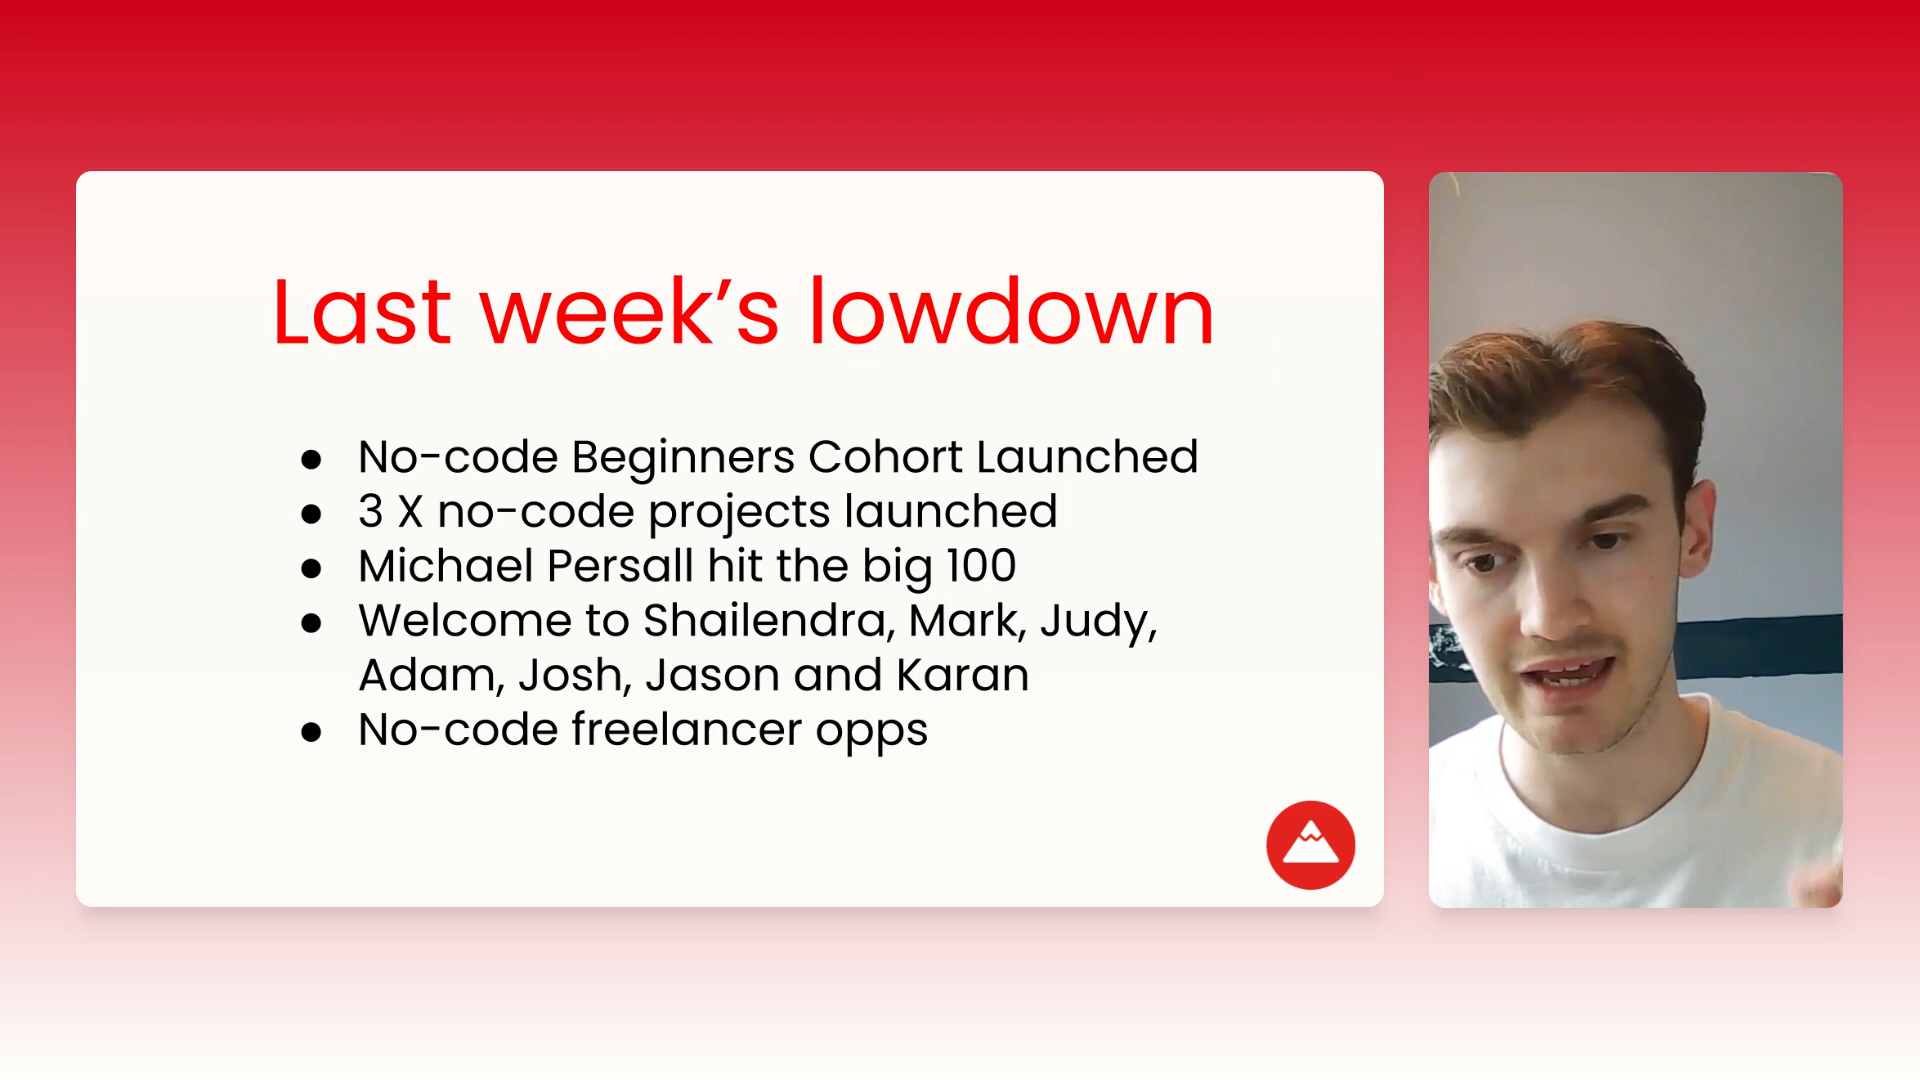 Last week’s lowdown
● No-code Beginners Cohort Launched
● 3 X no-code projects launched
● Michael Persall hit the big 100
● Welcome to Shailendra, Mark, Judy,
Adam, Josh, Jason and Karan
● No-code freelancer opps